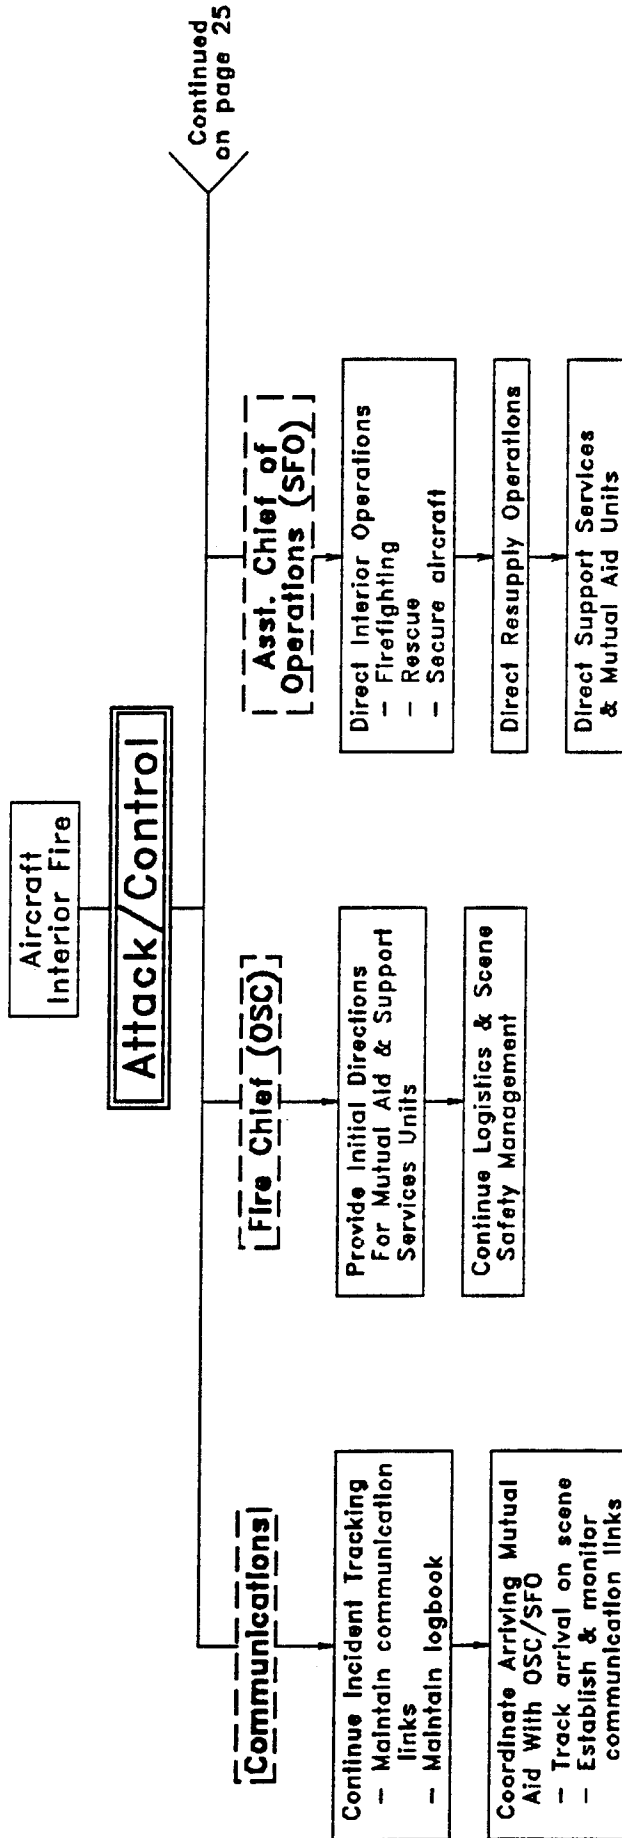 Aircraft
Interior Fire
Attack/Control
Continued
on page 25
Communications
Continue Incident Tracking
- Maintain communication
links
- Maintain logbook
Coordinate Arriving Mutual
Aid With OSC/SFO
- Track arrival on scene
- Establish & monitor
communication links
Fire Chief (OSC)
Provide Initial Directions
For Mutual Aid & Support
Services Units
Continue Logistics & Scene
Safety Management
Asst. Chief of
Operations (SFO)
Direct Interior Operations
- Firefighting
- Rescue
- Secure aircraft
Direct Resupply Operations
Direct Support Services
& Mutual Aid Units